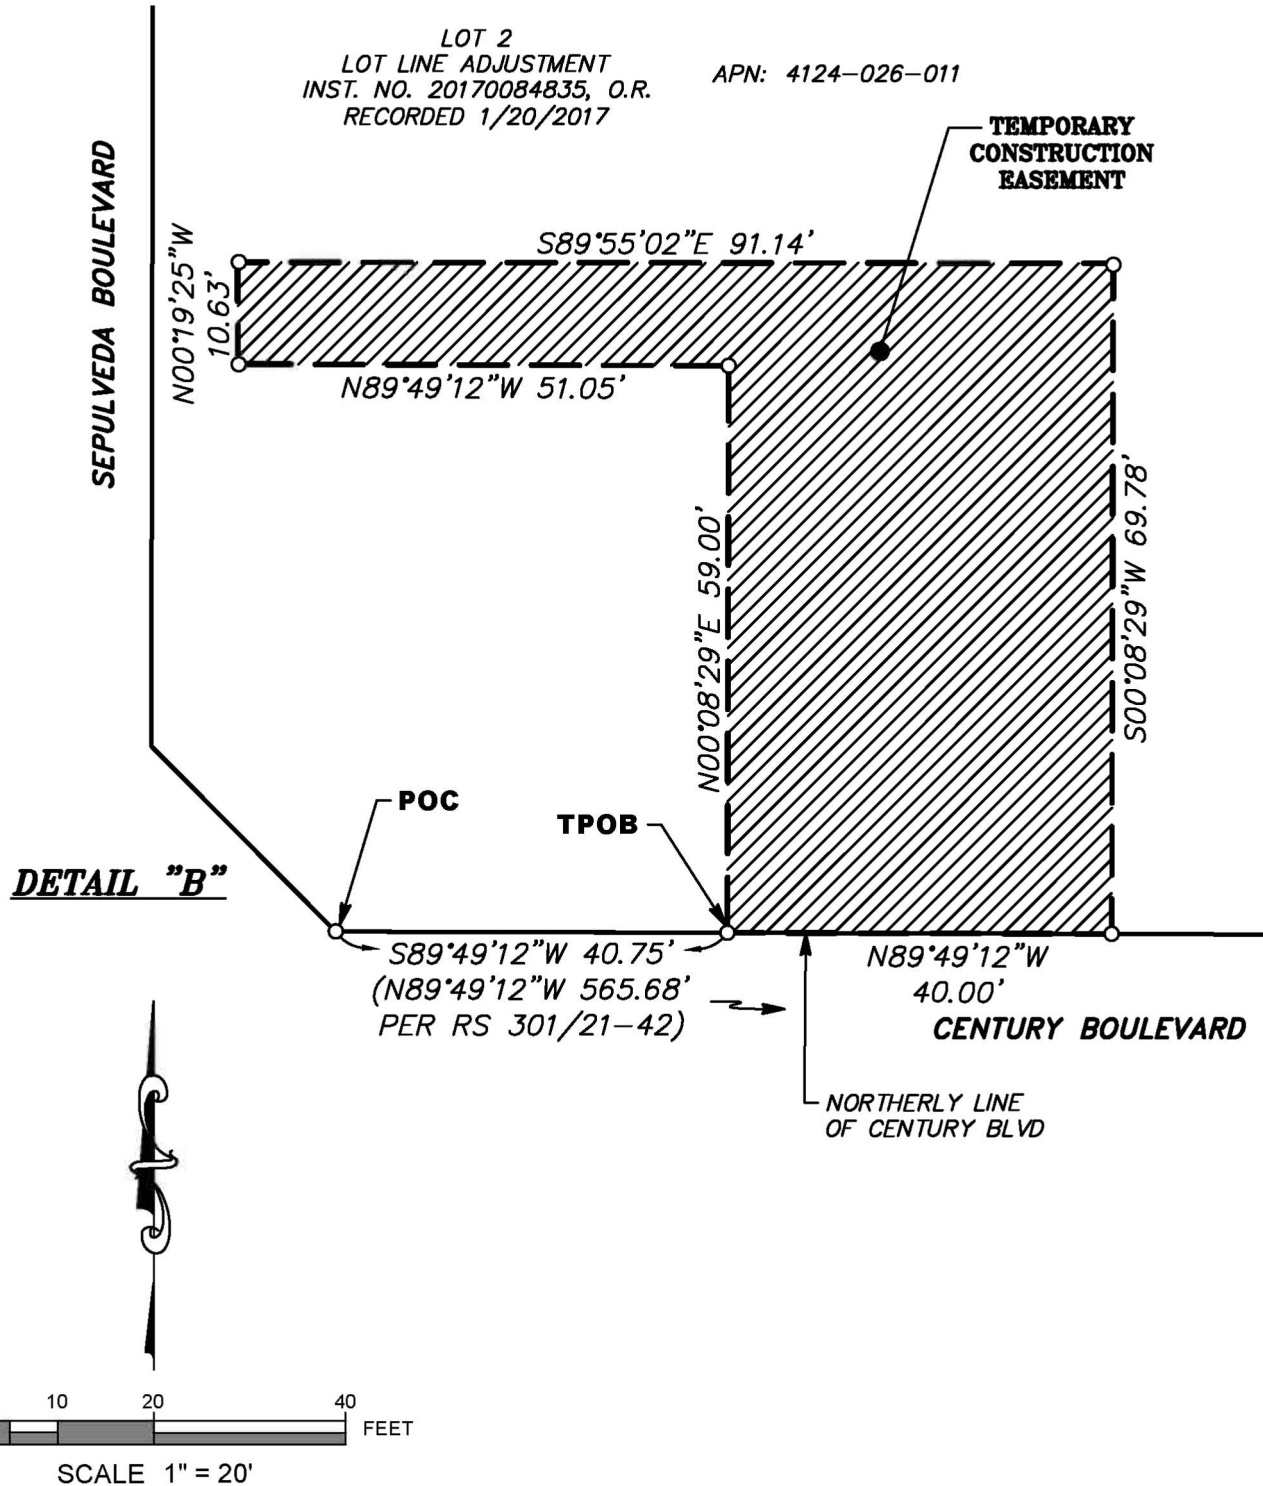 LOT 2
LOT LINE ADJUSTMENT
INST. NO. 20170084835, O.R.
RECORDED 1/20/2017
APN: 4124-026-011
TEMPORARY
CONSTRUCTION
EASEMENT
SEPULVEDA BOULEVARD
N00°19'25"W
10.63'
S89°55'02"E 91.14'
N89°49'12"W 51.05'
N00°08'29"E 59.00'
S00°08'29"W 69.78'
POC
TPOB
DETAIL "B"
S89°49'12"W 40.75'
(N89°49'12"W 565.68'
PER RS 301/21-42)
N89°49'12"W
40.00'
CENTURY BOULEVARD
NORTHERLY LINE
OF CENTURY BLVD
10 20 40
FEET
SCALE 1" = 20'